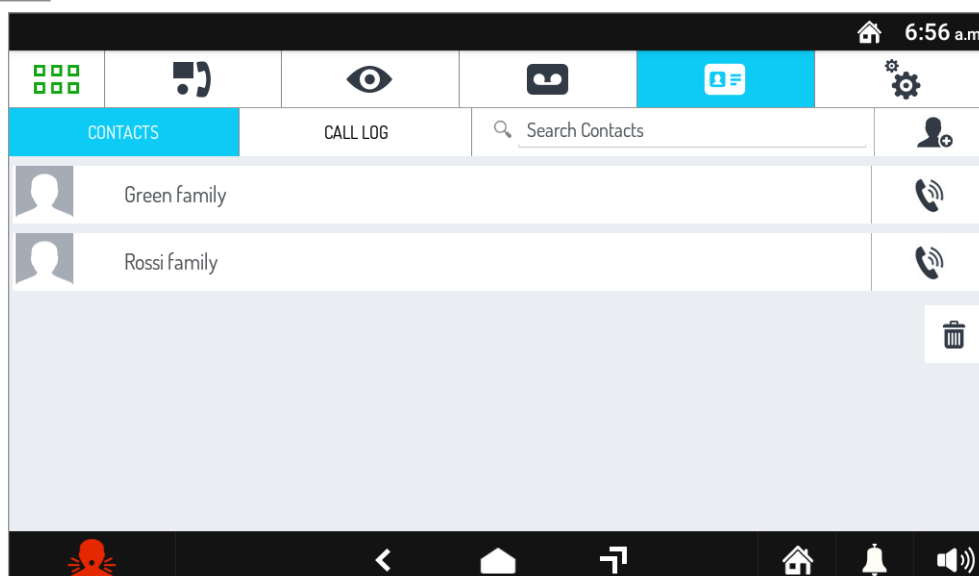 6:56 a.m
CONTACTS CALL LOG Search Contacts
Green family
Rossi family